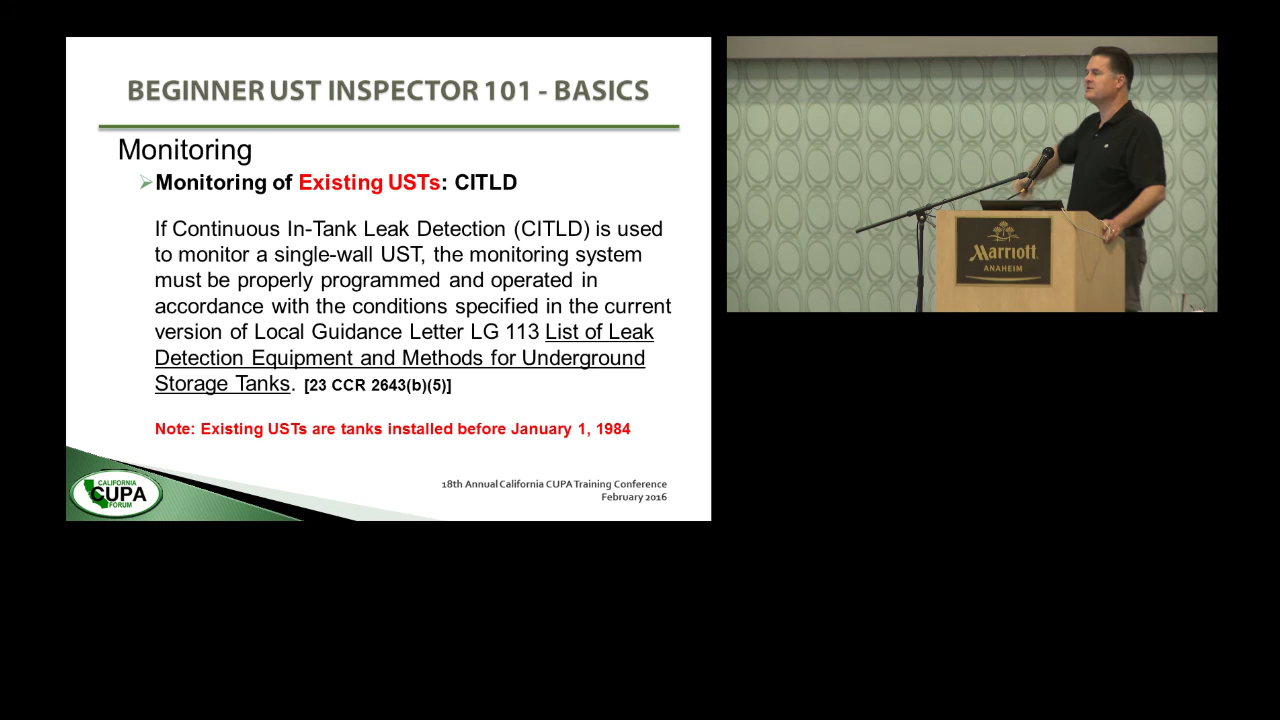 BEGINNER UST INSPECTOR 101 - BASICS
Monitoring
Monitoring of Existing USTs: CITLD
If Continuous In-Tank Leak Detection (CITLD) is used
to monitor a single-wall UST, the monitoring system
must be properly programmed and operated in
accordance with the conditions specified in the current
version of Local Guidance Letter LG 113 List of Leak
Detection Equipment and Methods for Underground
Storage Tanks. [23 CCR 2643(b)(5)]
Note: Existing USTs are tanks installed before January 1, 1984
18th Annual California CUPA Training Conference
February 2016
CALIFORNIA
CUPA
FORUM
Marriott
ANAHEIM